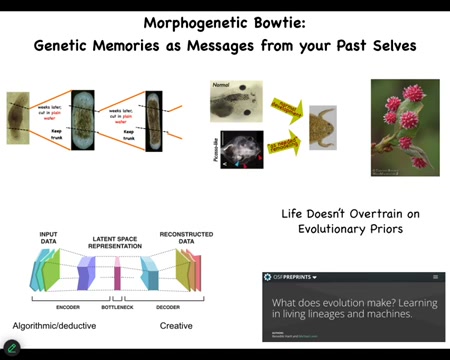 Morphogenetic Bowtie:
Genetic Memories as Messages from your Past Selves
weeks later,
cut in plain
water
Keep
trunk
weeks later,
cut in plain
water
Keep
trunk
Normal
Picasso-like
Life Doesn't Overtrain on
Evolutionary Priors
INPUT
DATA
LATENT SPACE
REPRESENTATION
RECONSTRUCTED
DATA
ENCODER
BOTTLENECK
DECODER
Algorithmic/deductive
Creative
OSFPREPRINTS
What does evolution make? Learning
in living lineages and machines.